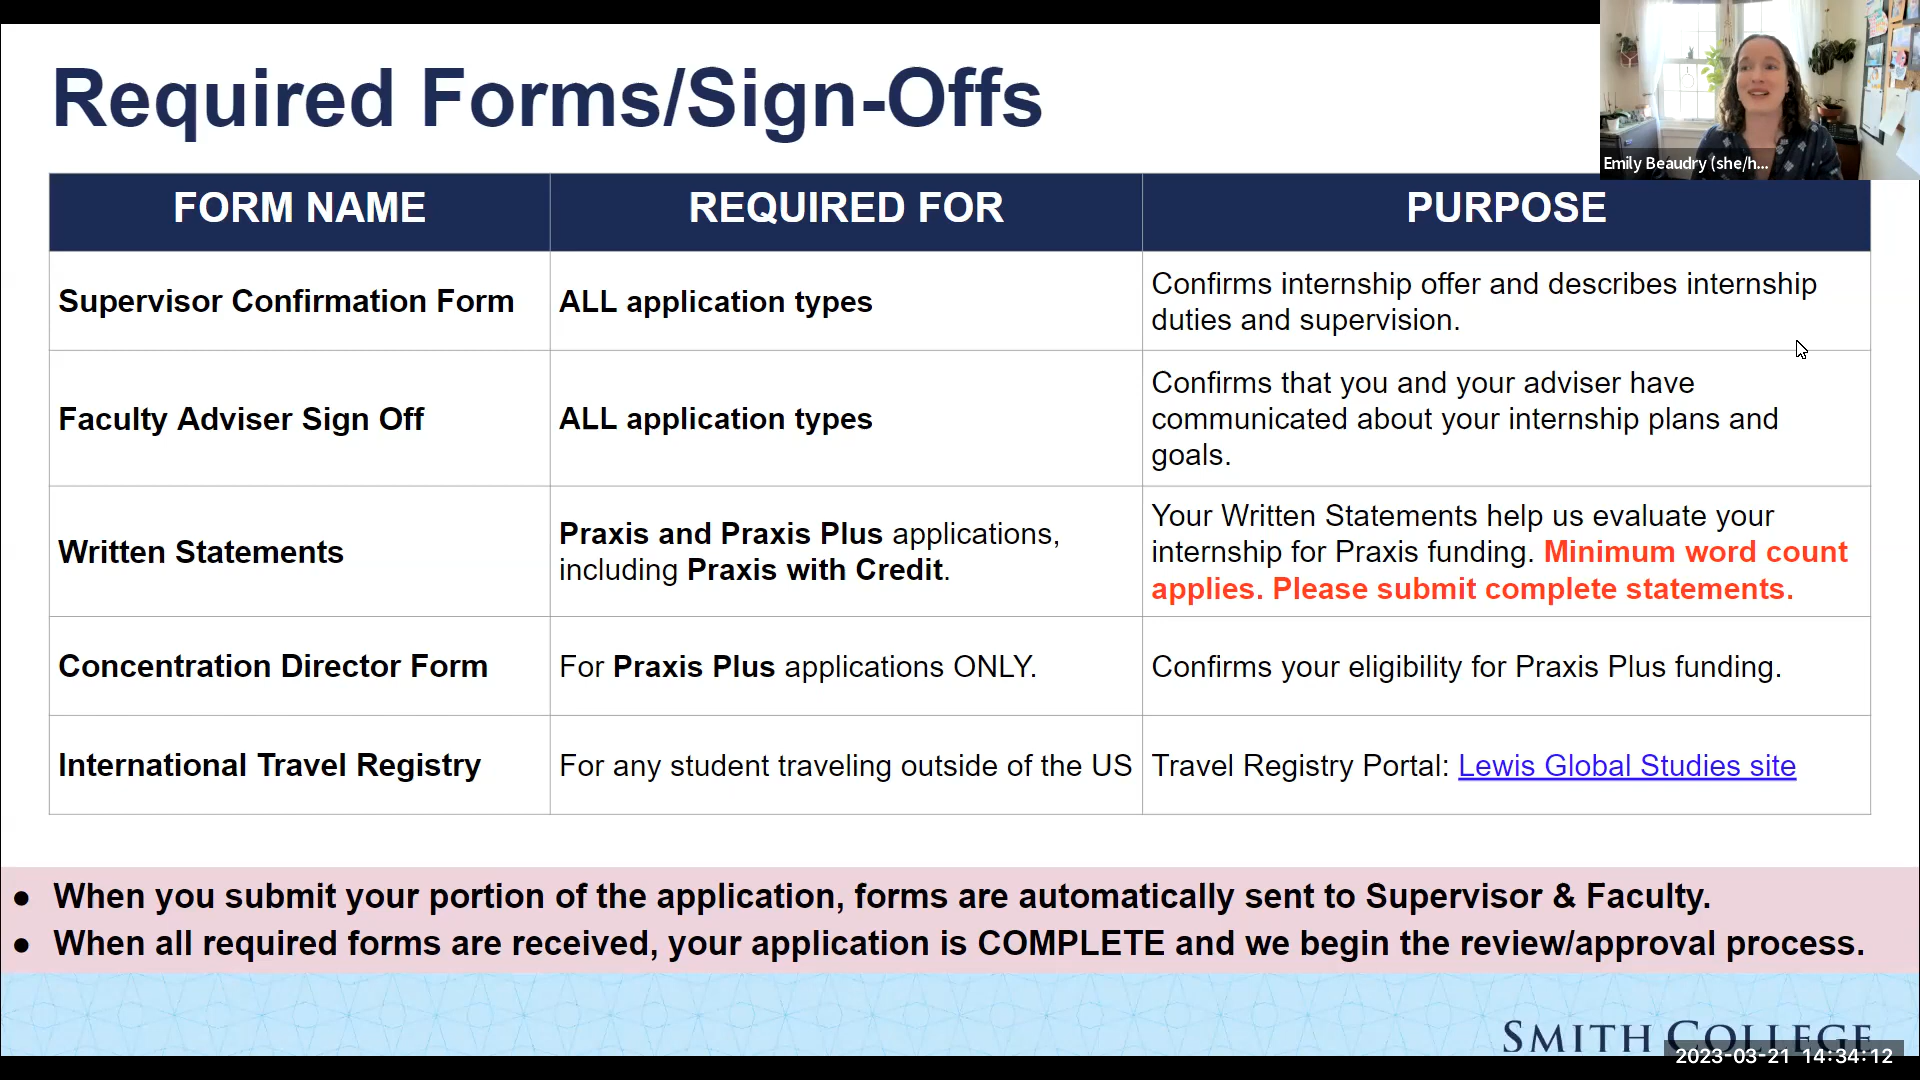 Required Forms/Sign-Offs
Emily Beaudry (she/h...
FORM NAME
REQUIRED FOR
PURPOSE
Supervisor Confirmation Form
ALL application types
Confirms internship offer and describes internship
duties and supervision.
Faculty Adviser Sign Off
ALL application types
Confirms that you and your adviser have
communicated about your internship plans and
goals.
Written Statements
Praxis and Praxis Plus applications,
including Praxis with Credit.
Your Written Statements help us evaluate your
internship for Praxis funding. Minimum word count
applies. Please submit complete statements.
Concentration Director Form
For Praxis Plus applications ONLY.
Confirms your eligibility for Praxis Plus funding.
International Travel Registry
For any student traveling outside of the US
Travel Registry Portal: Lewis Global Studies site
● When you submit your portion of the application, forms are automatically sent to Supervisor & Faculty.
● When all required forms are received, your application is COMPLETE and we begin the review/approval process.
SMITH COLLEGE
2023-03-21 14:34:12